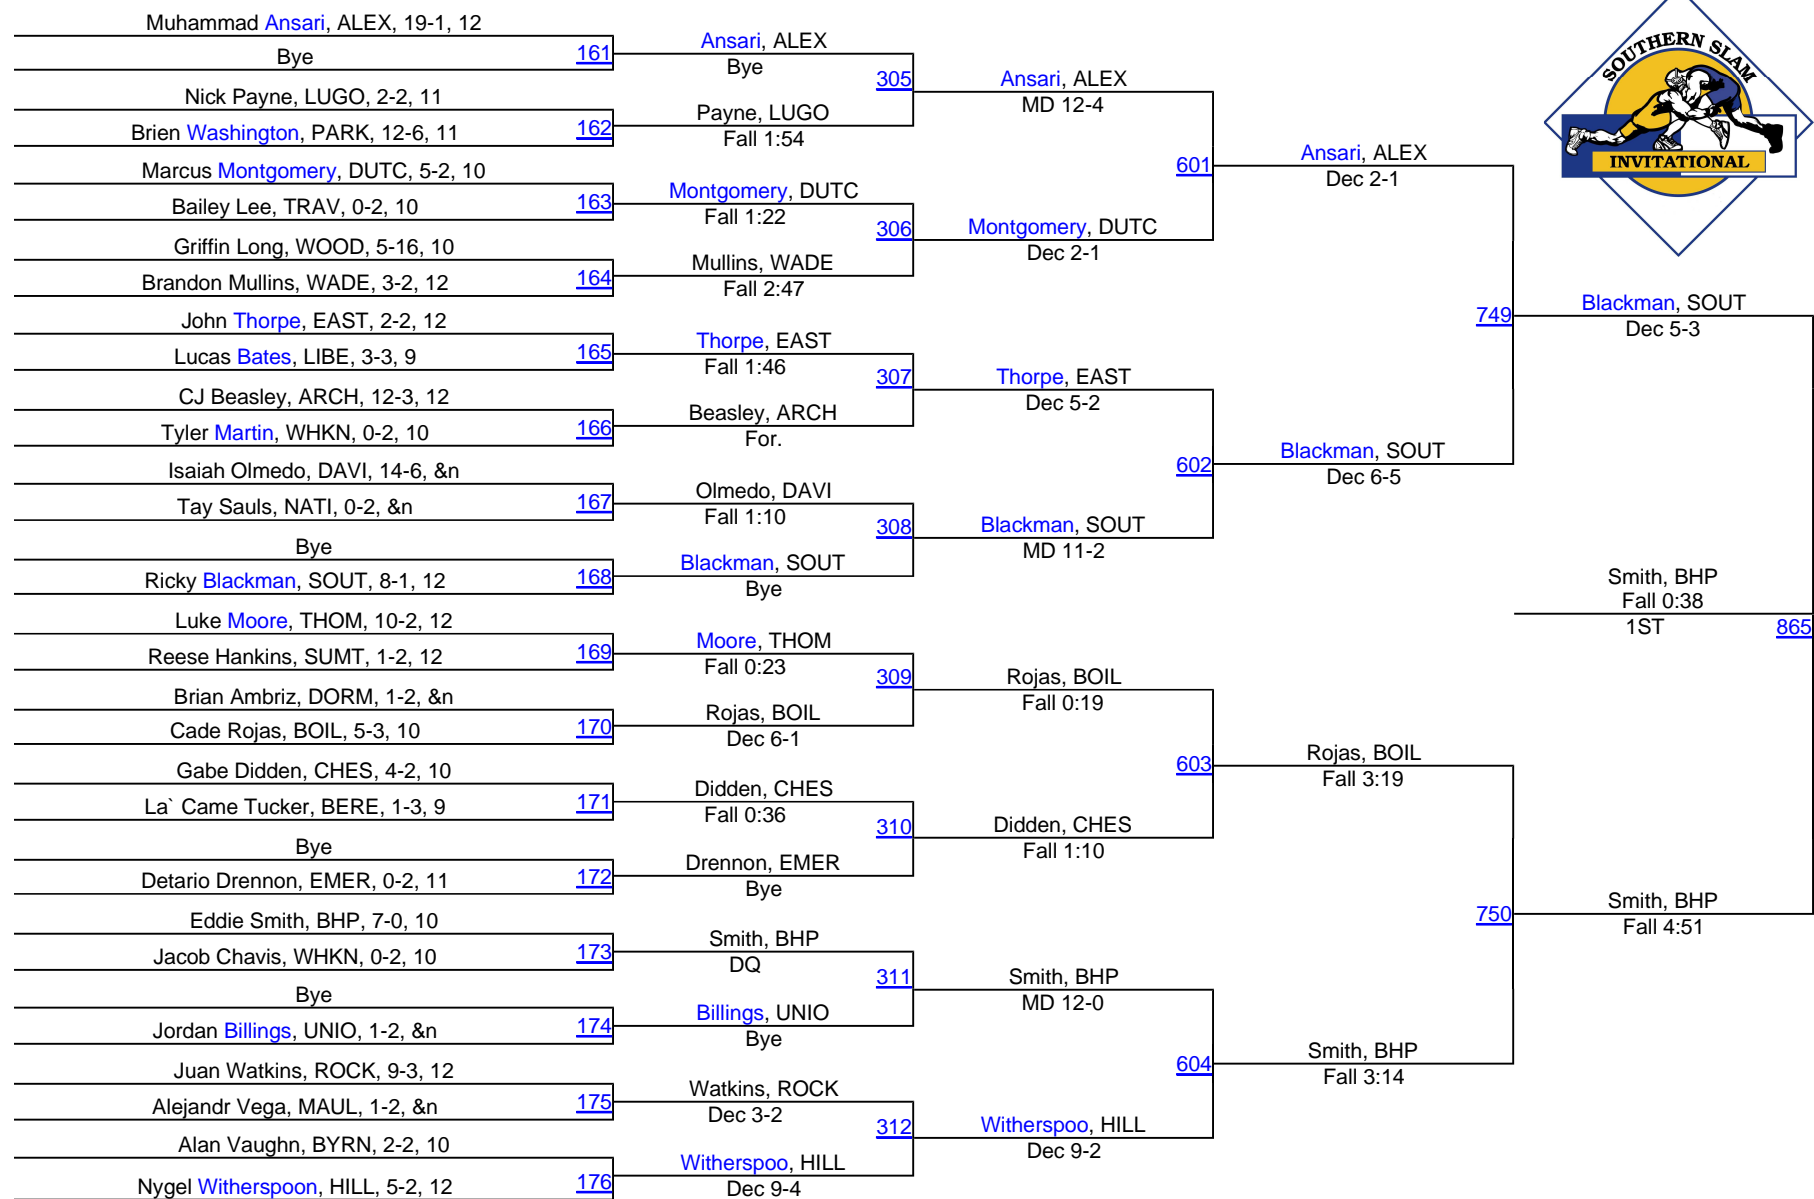 Muhammad Ansari, ALEX, 19-1, 12
Bye
161
Nick Payne, LUGO, 2-2, 11
Brien Washington, PARK, 12-6, 11
162
Marcus Montgomery, DUTC, 5-2, 10
Bailey Lee, TRAV, 0-2, 10
163
Griffin Long, WOOD, 5-16, 10
Brandon Mullins, WADE, 3-2, 12
164
John Thorpe, EAST, 2-2, 12
Lucas Bates, LIBE, 3-3, 9
165
CJ Beasley, ARCH, 12-3, 12
Tyler Martin, WHKN, 0-2, 10
166
Isaiah Olmedo, DAVI, 14-6, &n
Tay Sauls, NATI, 0-2, &n
167
Bye
Ricky Blackman, SOUT, 8-1, 12
168
Luke Moore, THOM, 10-2, 12
Reese Hankins, SUMT, 1-2, 12
169
Brian Ambriz, DORM, 1-2, &n
Cade Rojas, BOIL, 5-3, 10
170
Gabe Didden, CHES, 4-2, 10
La` Came Tucker, BERE, 1-3, 9
171
Bye
Detario Drennon, EMER, 0-2, 11
172
Eddie Smith, BHP, 7-0, 10
Jacob Chavis, WHKN, 0-2, 10
173
Bye
Jordan Billings, UNIO, 1-2, &n
174
Juan Watkins, ROCK, 9-3, 12
Alejandr Vega, MAUL, 1-2, &n
175
Alan Vaughn, BYRN, 2-2, 10
Nygel Witherspoon, HILL, 5-2, 12
176
Ansari, ALEX
Bye
305
Payne, LUGO
Fall 1:54
Montgomery, DUTC
Fall 1:22
306
Mullins, WADE
Fall 2:47
Thorpe, EAST
Fall 1:46
307
Beasley, ARCH
For.
Olmedo, DAVI
Fall 1:10
308
Blackman, SOUT
Bye
Moore, THOM
Fall 0:23
309
Rojas, BOIL
Dec 6-1
Didden, CHES
Fall 0:36
310
Drennon, EMER
Bye
Smith, BHP
DQ
311
Billings, UNIO
Bye
Watkins, ROCK
Dec 3-2
312
Witherspoo, HILL
Dec 9-4
Ansari, ALEX
MD 12-4
601
Montgomery, DUTC
Dec 2-1
Thorpe, EAST
Dec 5-2
602
Blackman, SOUT
MD 11-2
Rojas, BOIL
Fall 0:19
603
Didden, CHES
Fall 1:10
Smith, BHP
MD 12-0
604
Witherspoo, HILL
Dec 9-2
Ansari, ALEX
Dec 2-1
749
Blackman, SOUT
Dec 6-5
Rojas, BOIL
Fall 3:19
750
Smith, BHP
Fall 3:14
SOUTHERN SLAM
INVITATIONAL
Blackman, SOUT
Dec 5-3
Smith, BHP
Fall 0:38
1ST
865
Smith, BHP
Fall 4:51